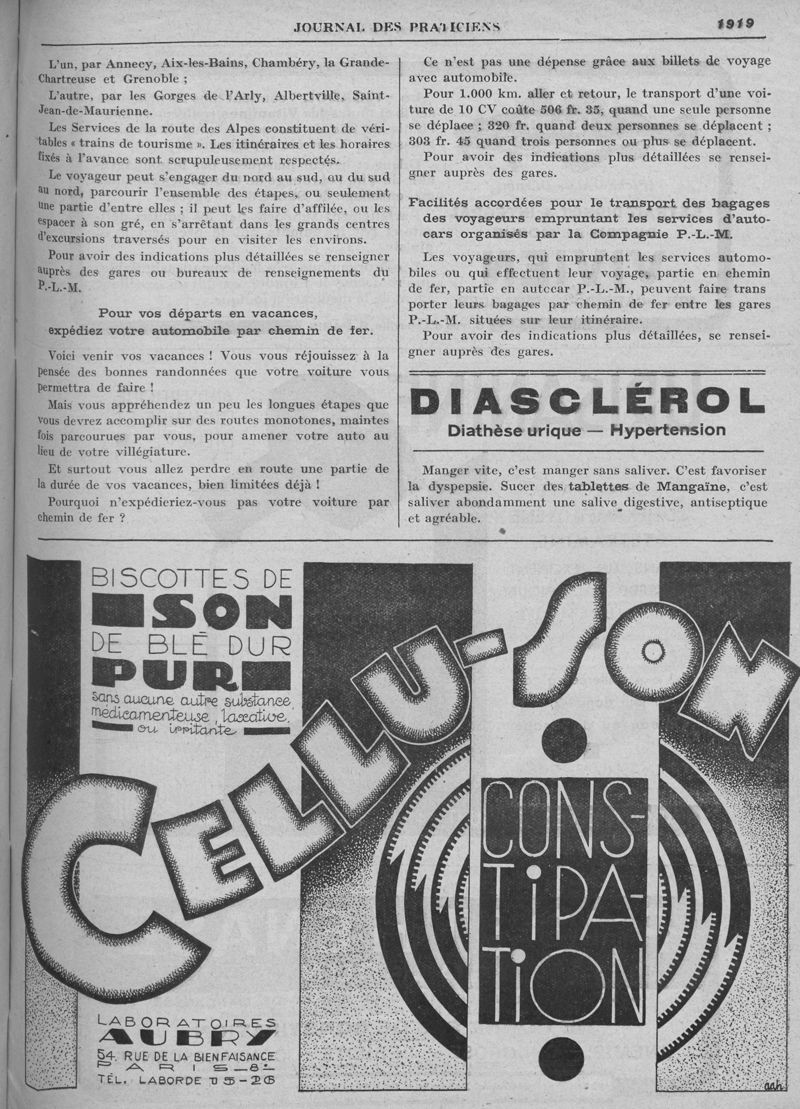 JOURNAL DES PRATICIENS
1919
L'un, par Annecy, Aix-les-Bains, Chambéry, la Grande-
Chartreuse et Grenoble ;
L'autre, par les Gorges de l'Arly, Albertville, Saint-
Jean-de-Maurienne.
Les Services de la route des Alpes constituent de véri-
tables « trains de tourisme ». Les itinéraires et les horaires
fixés à l'avance sont scrupuleusement respectés.
Le voyageur peut s'engager du nord au sud, ou du sud
au nord, parcourir l'ensemble des étapes, ou seulement
une partie d'entre elles ; il peut les faire d'affilée, ou les
espacer à son gré, en s'arrêtant dans les grands centres
d'excursions traversés pour en visiter les environs.
Pour avoir des indications plus détaillées se renseigner
auprès des gares ou bureaux de renseignements du
P.-L.-M.
Pour vos départs en vacances,
expédiez votre automobile par chemin de fer.
Voici venir vos vacances ! Vous vous réjouissez à la
pensée des bonnes randonnées que votre voiture vous
permettra de faire !
Mais vous appréhendez un peu les longues étapes que
vous devrez accomplir sur des routes monotones, maintes
fois parcourues par vous, pour amener votre auto au
lieu de votre villégiature.
Et surtout vous allez perdre en route une partie de
la durée de vos vacances, bien limitées déjà !
Pourquoi n'expédieriez-vous pas votre voiture par
chemin de fer ?
Ce n'est pas une dépense grâce aux billets de voyage
avec automobile.
Pour 1.000 km. aller et retour, le transport d'une voi-
ture de 10 CV coûte 506 fr. 35, quand une seule personne
se déplace ; 320 fr. quand deux personnes se déplacent ;
303 fr. 45 quand trois personnes ou plus se déplacent.
Pour avoir des indications plus détaillées se rensei-
gner auprès des gares.
Facilités accordées pour le transport des bagages
des voyageurs empruntant les services d'auto-
cars organisés par la Compagnie P.-L.-M.
Les voyageurs, qui empruntent les services automo-
biles ou qui effectuent leur voyage, partie en chemin
de fer, partie en autocar P.-L.-M., peuvent faire trans
porter leurs bagages par chemin de fer entre les gares
P.-L.-M. situées sur leur itinéraire.
Pour avoir des indications plus détaillées, se rensei-
gner auprès des gares.
DIASCLÉROL
Diathèse urique — Hypertension
Manger vite, c'est manger sans saliver. C'est favoriser
la dyspepsie. Sucer des tablettes de Mangaïne, c'est
saliver abondamment une salive digestive, antiseptique
et agréable.
BISCOTTES DE
SON
DE BLÉ DUR
PUR
sans aucune autre substance
médicamenteuse, laxative,
ou irritante
CELLU-SON
CONS-
TIPA-
TION
LABORATOIRES
AUBRY
54. RUE DE LA BIENFAISANCE
PARIS_8E
TÉL. LABORDE 15-26